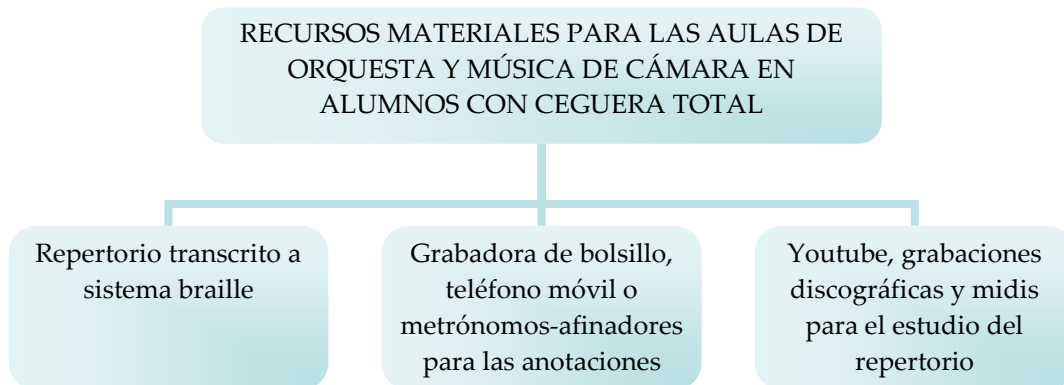 RECURSOS MATERIALES PARA LAS AULAS DE
ORQUESTA Y MÚSICA DE CÁMARA EN
ALUMNOS CON CEGUERA TOTAL
Repertorio transcrito a
sistema braille
Grabadora de bolsillo,
teléfono móvil o
metrónomos-afinadores
para las anotaciones
Youtube, grabaciones
discográficas y midis
para el estudio del
repertorio